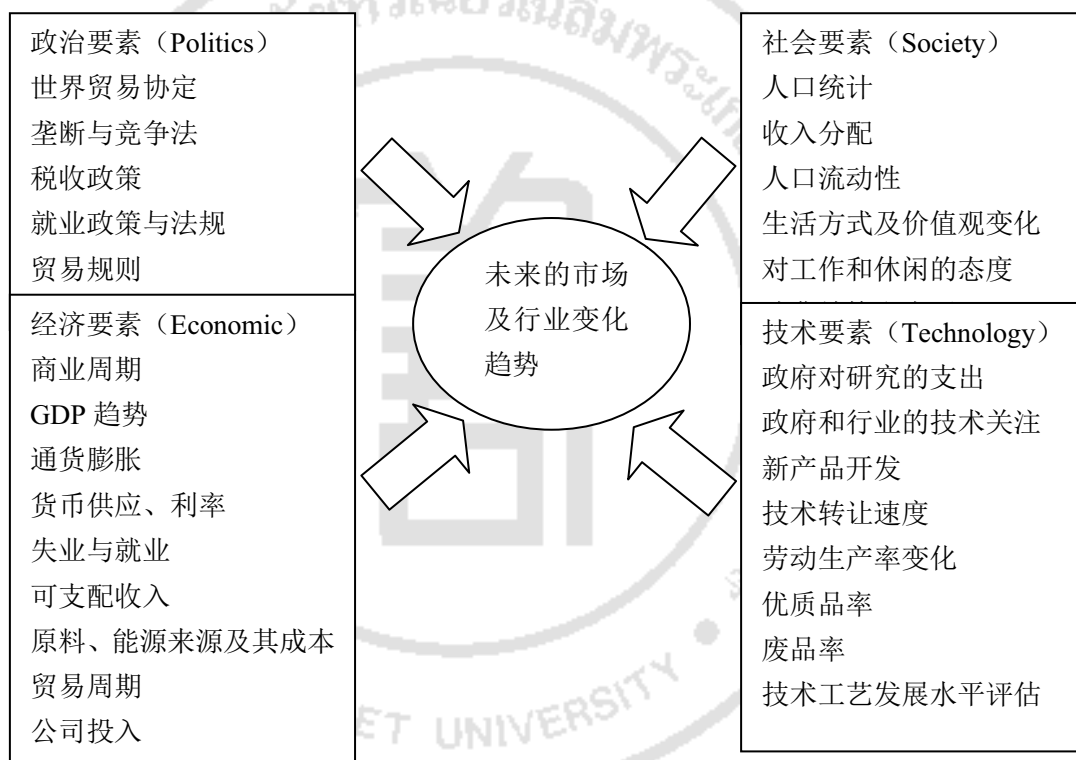 政治要素（Politics）
世界贸易协定
垄断与竞争法
税收政策
就业政策与法规
贸易规则
经济要素（Economic）
商业周期
GDP 趋势
通货膨胀
货币供应、利率
失业与就业
可支配收入
原料、能源来源及其成本
贸易周期
公司投入
未来的市场
及行业变化
趋势
社会要素（Society）
人口统计
收入分配
人口流动性
生活方式及价值观变化
对工作和休闲的态度
技术要素（Technology）
政府对研究的支出
政府和行业的技术关注
新产品开发
技术转让速度
劳动生产率变化
优质品率
废品率
技术工艺发展水平评估
UNIVERSITY